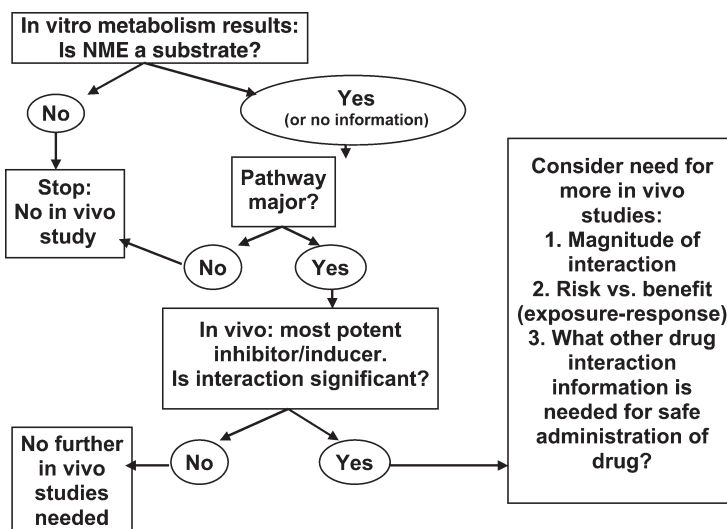 In vitro metabolism results:
Is NME a substrate?
No
Yes
(or no information)
Stop:
No in vivo
study
Pathway
major?
No
Yes
In vivo: most potent
inhibitor/inducer.
Is interaction significant?
No further
in vivo
studies
needed
No
Yes
Consider need for
more in vivo
studies:
1. Magnitude of
interaction
2. Risk vs. benefit
(exposure-response)
3. What other drug
interaction
information is
needed for safe
administration of
drug?